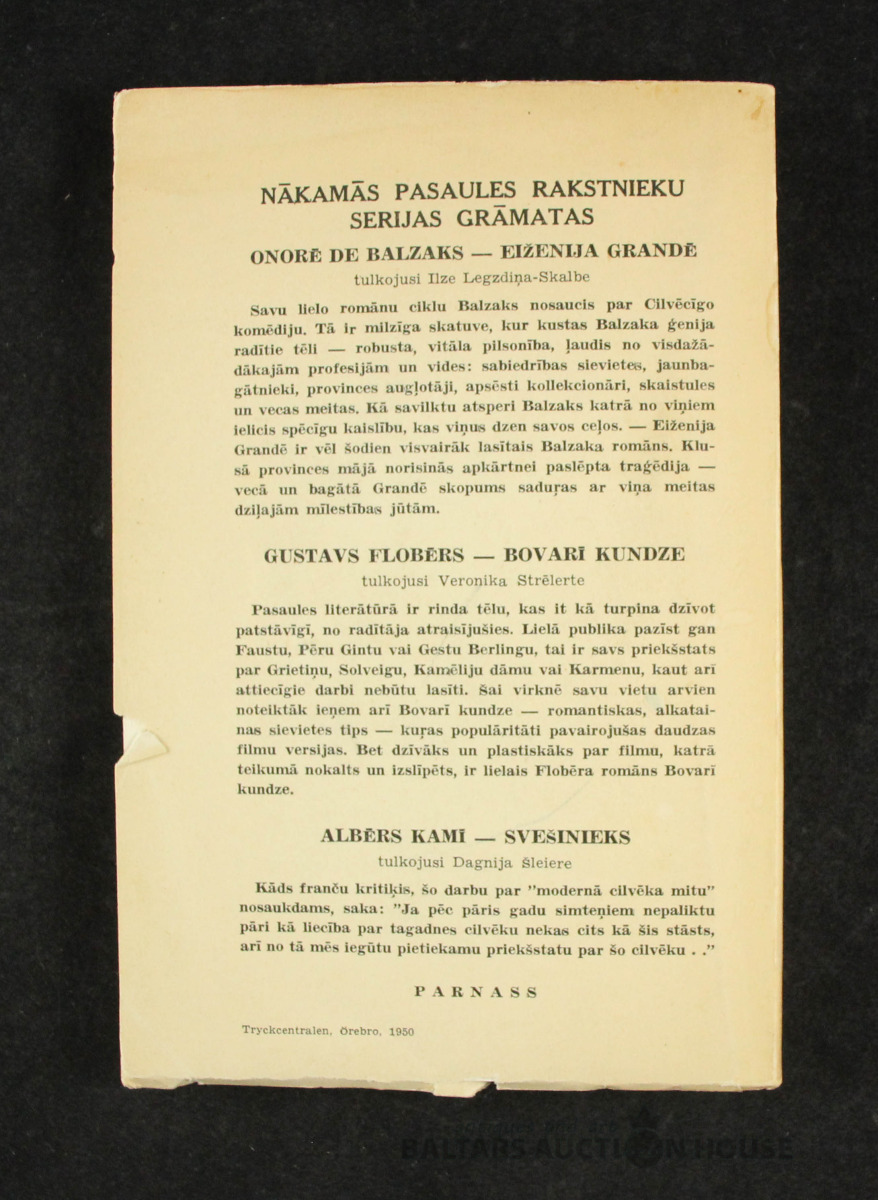 NĀKAMĀS PASAULES RAKSTNIEKU
SERIJAS GRĀMATAS
ONORĒ DE BALZAKS — EIŽENIJA GRANDĒ
tulkojusi Ilze Legzdiņa-Skalbe
Savu lielo romānu ciklu Balzaks nosaucis par Cilvēcīgo
komēdiju. Tā ir milzīga skatuve, kur kustas Balzaka ģenija
radītie tēli — robusta, vitāla pilsonība, ļaudis no visdažā-
dākajām profesijām un vides: sabiedrības sievietes, jaunba-
gātnieki, provinces augļotāji, apsēsti kollekcionāri, skaistules
un vecas meitas. Kā savilktu atsperi Balzaks katrā no viņiem
ielicis spēcīgu kaislību, kas viņus dzen savos ceļos. — Eiženija
Grandē ir vēl šodien visvairāk lasītais Balzaka romāns. Klu-
sā provinces mājā norisinās apkārtnei paslēpta traģēdija —
vecā un bagātā Grandē skopums saduŗas ar viņa meitas
dziļajām mīlestības jūtām.
GUSTAVS FLOBĒRS — BOVARĪ KUNDZE
tulkojusi Veronika Strēlerte
Pasaules literātūrā ir rinda tēlu, kas it kā turpina dzīvot
patstāvīgi, no radītāja atraisījušies. Lielā publika pazīst gan
Faustu, Pēru Gintu vai Gestu Berlingu, tai ir savs priekšstats
par Grietiņu, Solveigu, Kamēliju dāmu vai Karmenu, kaut arī
attiecīgie darbi nebūtu lasīti. Šai virknē savu vietu arvien
noteiktāk ieņem arī Bovarī kundze — romantiskas, alkatai-
nas sievietes tips — kuŗas populāritāti pavairojušas daudzas
filmu versijas. Bet dzīvāks un plastiskāks par filmu, katrā
teikumā nokalts un izslīpēts, ir lielais Flobēra romāns Bovarī
kundze.
ALBĒRS KAMĪ — SVEŠINIEKS
tulkojusi Dagnija Šleiere
Kāds franču kritiķis, šo darbu par ”modernā cilvēka mitu”
nosaukdams, saka: ”Ja pēc pāris gadu simteņiem nepaliktu
pāri kā liecība par tagadnes cilvēku nekas cits kā šis stāsts,
arī no tā mēs iegūtu pietiekamu priekšstatu par šo cilvēku . .”
PARNASS
Tryckcentralen, Örebro, 1950
BALTARS AUCTION HOUSE